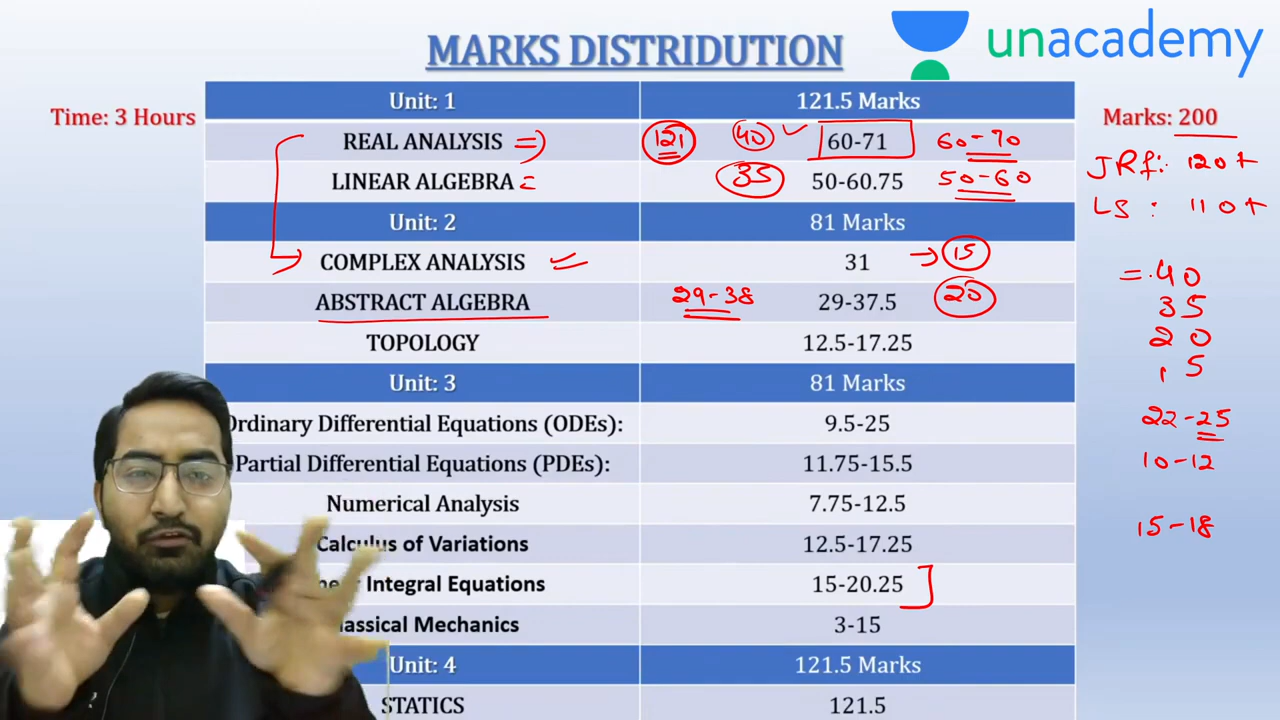 MARKS DISTRIDUTION
unacademy
Time: 3 Hours
Marks: 200
Unit: 1 121.5 Marks
REAL ANALYSIS => 121 40 60-71 60-70
LINEAR ALGEBRA = 35 50-60.75 50-60
Unit: 2 81 Marks
COMPLEX ANALYSIS 31 → 15
ABSTRACT ALGEBRA 29-38 29-37.5 20
TOPOLOGY 12.5-17.25
Unit: 3 81 Marks
Ordinary Differential Equations (ODEs): 9.5-25
Partial Differential Equations (PDEs): 11.75-15.5
Numerical Analysis 7.75-12.5
Calculus of Variations 12.5-17.25
Integral Equations 15-20.25
lassical Mechanics 3-15
Unit: 4 121.5 Marks
STATICS 121.5
JRf: 120+
LS: 110+
= 40
35
20
15
22-25
10-12
15-18